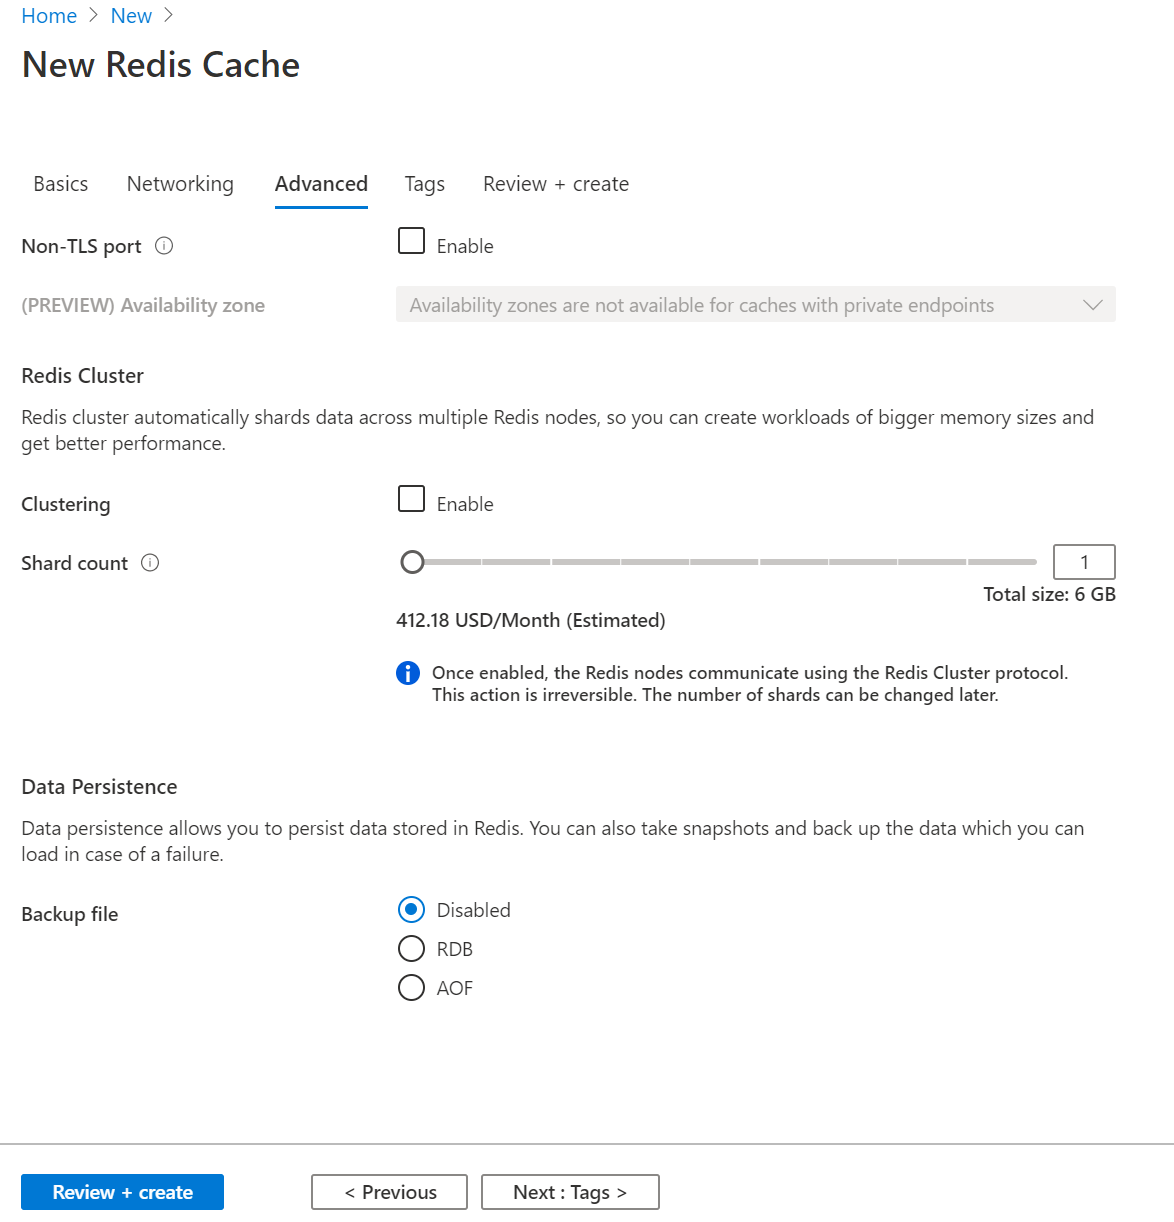 Home > New >
New Redis Cache
Basics Networking Advanced Tags Review + create
Non-TLS port Enable
(PREVIEW) Availability zone Availability zones are not available for caches with private endpoints
Redis Cluster
Redis cluster automatically shards data across multiple Redis nodes, so you can create workloads of bigger memory sizes and
get better performance.
Clustering Enable
Shard count 1
Total size: 6 GB
412.18 USD/Month (Estimated)
Once enabled, the Redis nodes communicate using the Redis Cluster protocol.
This action is irreversible. The number of shards can be changed later.
Data Persistence
Data persistence allows you to persist data stored in Redis. You can also take snapshots and back up the data which you can
load in case of a failure.
Backup file Disabled
RDB
AOF
Review + create < Previous Next : Tags >